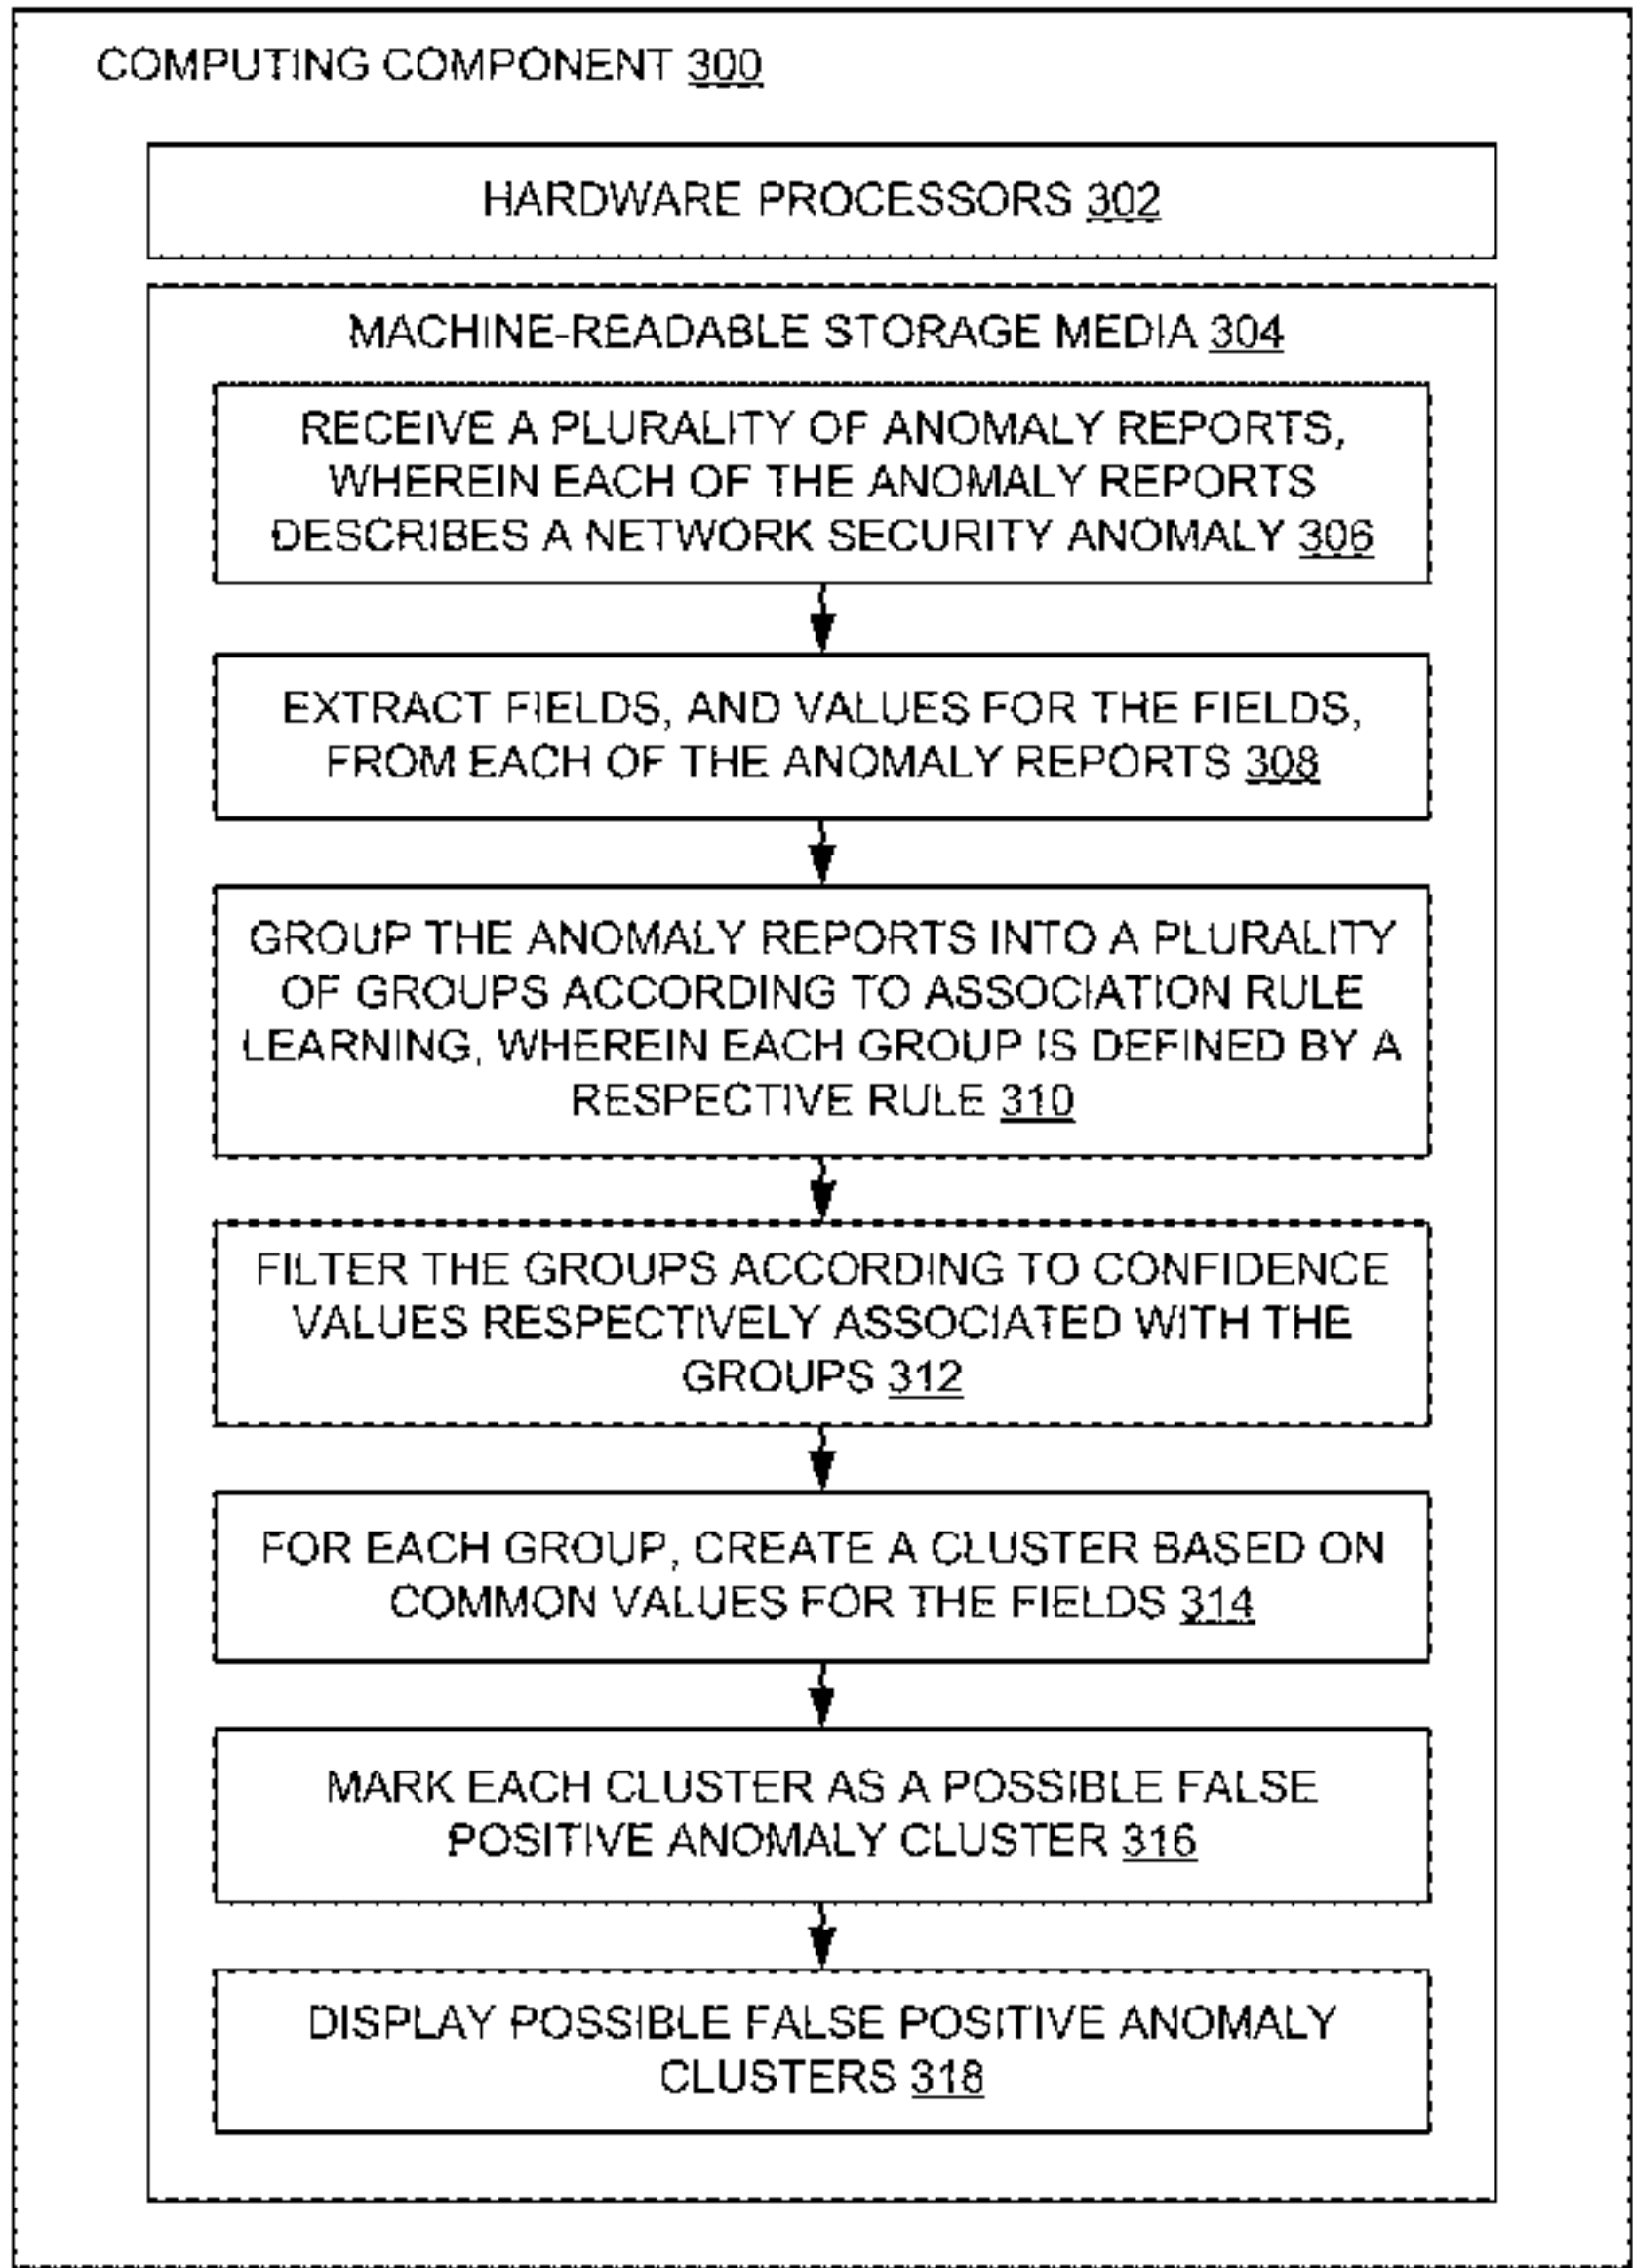 COMPUTING COMPONENT 300
HARDWARE PROCESSORS 302
MACHINE-READABLE STORAGE MEDIA 304
RECEIVE A PLURALITY OF ANOMALY REPORTS,
WHEREIN EACH OF THE ANOMALY REPORTS
DESCRIBES A NETWORK SECURITY ANOMALY 306
EXTRACT FIELDS, AND VALUES FOR THE FIELDS,
FROM EACH OF THE ANOMALY REPORTS 308
GROUP THE ANOMALY REPORTS INTO A PLURALITY
OF GROUPS ACCORDING TO ASSOCIATION RULE
LEARNING, WHEREIN EACH GROUP IS DEFINED BY A
RESPECTIVE RULE 310
FILTER THE GROUPS ACCORDING TO CONFIDENCE
VALUES RESPECTIVELY ASSOCIATED WITH THE
GROUPS 312
FOR EACH GROUP, CREATE A CLUSTER BASED ON
COMMON VALUES FOR THE FIELDS 314
MARK EACH CLUSTER AS A POSSIBLE FALSE
POSITIVE ANOMALY CLUSTER 316
DISPLAY POSSIBLE FALSE POSITIVE ANOMALY
CLUSTERS 318